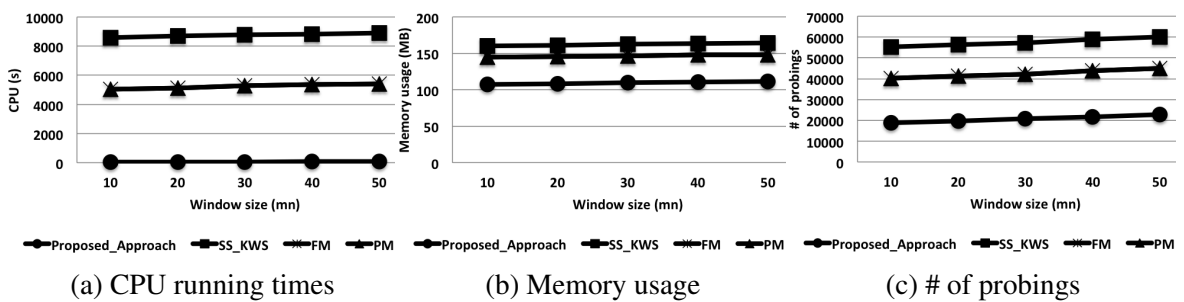 10000
8000
6000
4000
2000
0
CPU (s)
10 20 30 40 50
Window size (mn)
Proposed_Approach SS_KWS FM PM
(a) CPU running times
200
150
100
50
0
Memory usage (MB)
10 20 30 40 50
Window size (mn)
Proposed_Approach SS_KWS FM PM
(b) Memory usage
70000
60000
50000
40000
30000
20000
10000
0
# of probings
10 20 30 40 50
Window size (mn)
Proposed_Approach SS_KWS FM PM
(c) # of probings